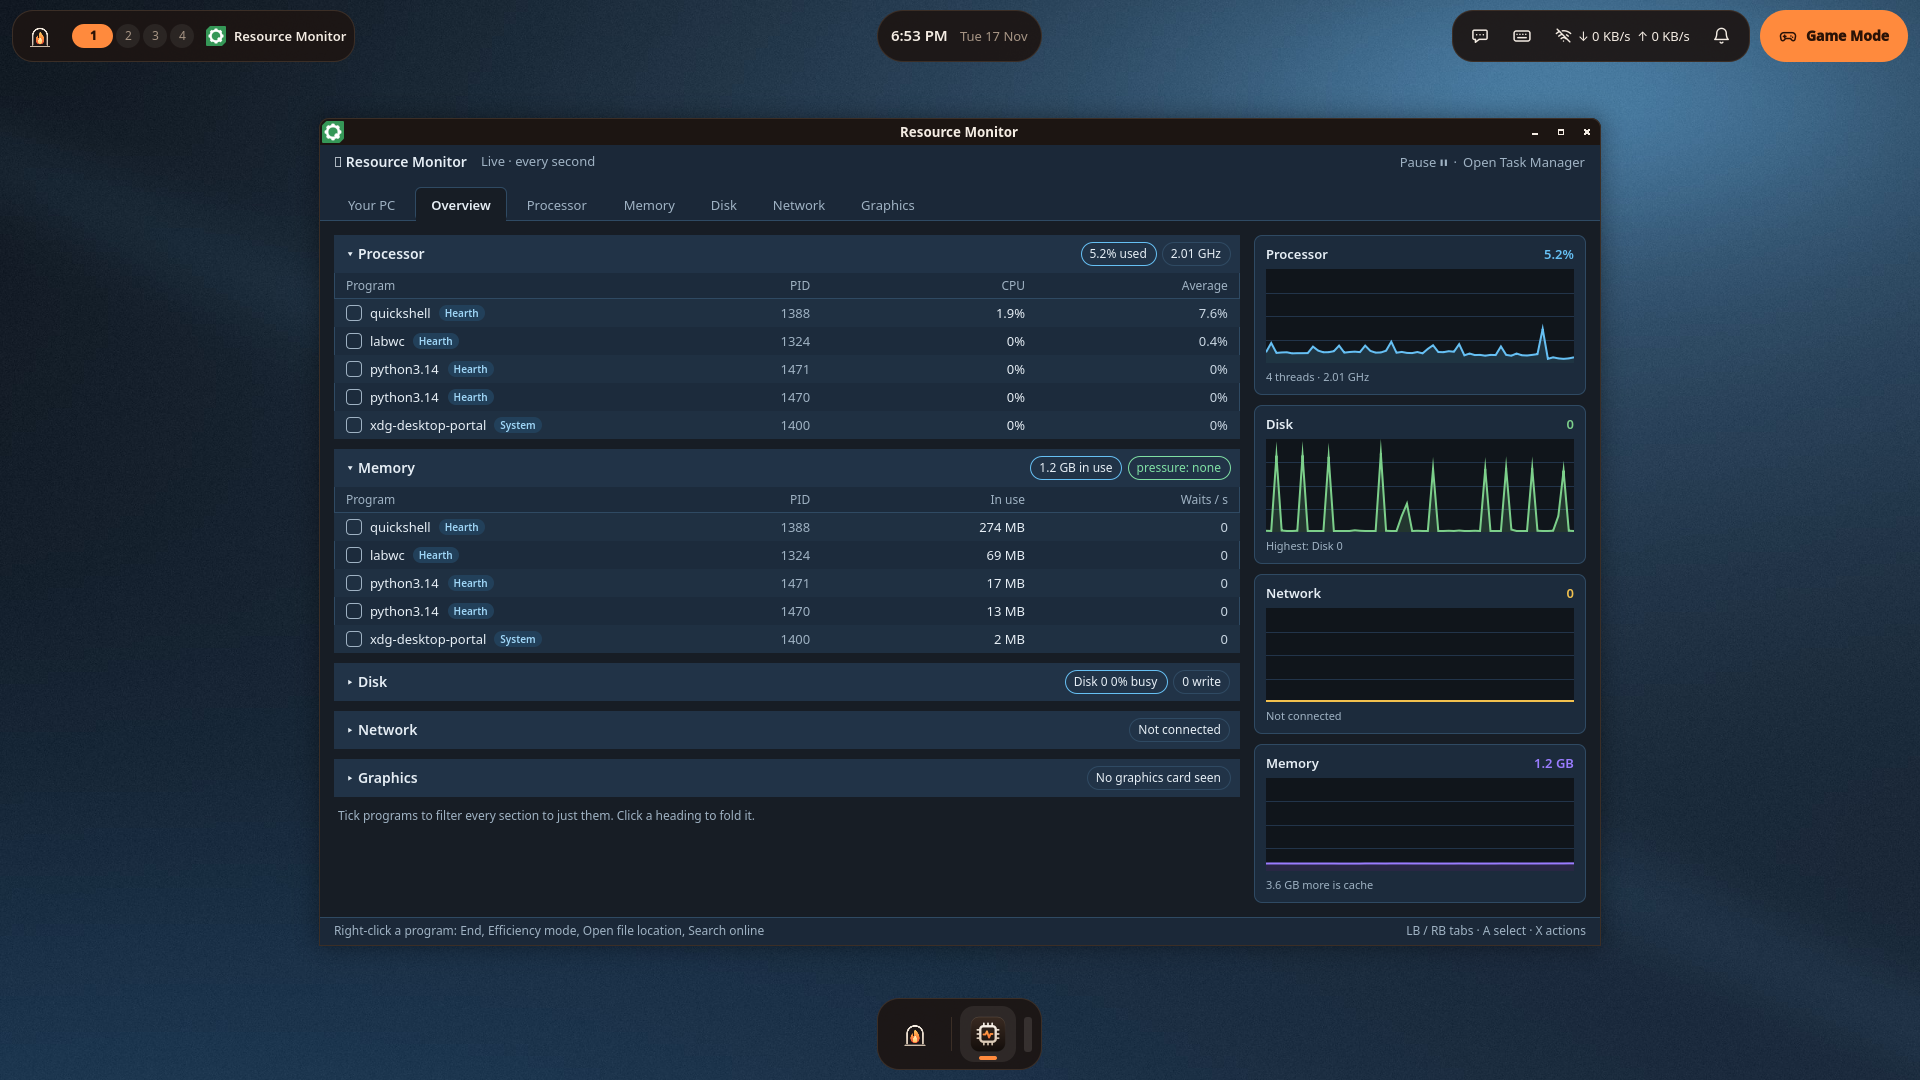 1 2 3 4 Resource Monitor
6:53 PM Tue 17 Nov
↓ 0 KB/s ↑ 0 KB/s
Game Mode
Resource Monitor
Resource Monitor Live · every second
Pause · Open Task Manager
Your PC Overview Processor Memory Disk Network Graphics
Processor 5.2% used 2.01 GHz
Program PID CPU Average
quickshell Hearth 1388 1.9% 7.6%
labwc Hearth 1324 0% 0.4%
python3.14 Hearth 1471 0% 0%
python3.14 Hearth 1470 0% 0%
xdg-desktop-portal System 1400 0% 0%
Memory 1.2 GB in use pressure: none
Program PID In use Waits / s
quickshell Hearth 1388 274 MB 0
labwc Hearth 1324 69 MB 0
python3.14 Hearth 1471 17 MB 0
python3.14 Hearth 1470 13 MB 0
xdg-desktop-portal System 1400 2 MB 0
Disk Disk 0 0% busy 0 write
Network Not connected
Graphics No graphics card seen
Tick programs to filter every section to just them. Click a heading to fold it.
Processor 5.2%
4 threads · 2.01 GHz
Disk 0
Highest: Disk 0
Network 0
Not connected
Memory 1.2 GB
3.6 GB more is cache
Right-click a program: End, Efficiency mode, Open file location, Search online
LB / RB tabs · A select · X actions